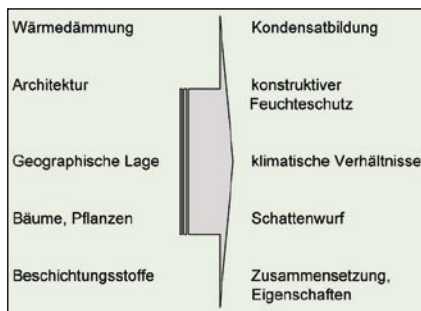 Wärmedämmung Kondensatbildung
Architektur konstruktiver
Feuchteschutz
Geographische Lage klimatische Verhältnisse
Bäume, Pflanzen Schattenwurf
Beschichtungsstoffe Zusammensetzung,
Eigenschaften